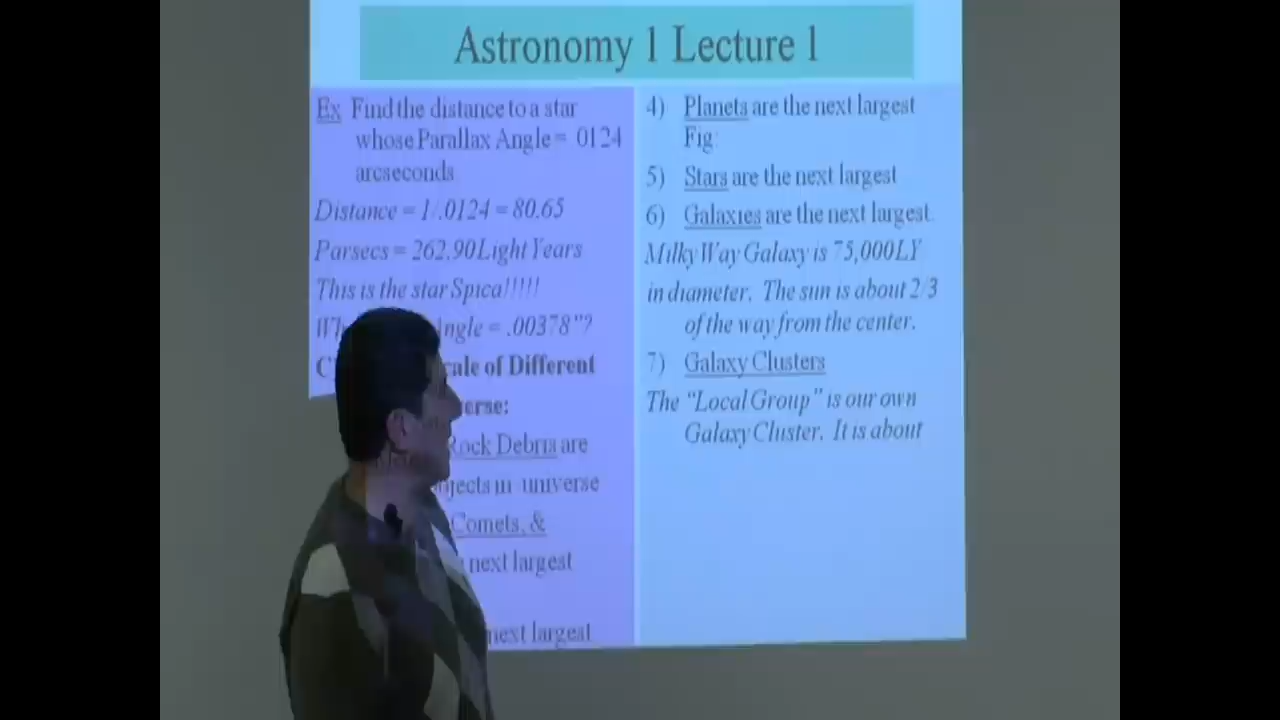 Astronomy 1 Lecture 1
Ex Find the distance to a star
whose Parallax Angle = .0124
arcseconds.
Distance = 1/.0124 = 80.65
Parsecs = 262.90 Light Years
This is the star Spica!!!!!
= .00378"?
of Different
Rock Debris are
in universe
Comets, &
next largest
next largest
4) Planets are the next largest
Fig:
5) Stars are the next largest
6) Galaxies are the next largest.
Milky Way Galaxy is 75,000LY
in diameter. The sun is about 2/3
of the way from the center.
7) Galaxy Clusters
The "Local Group" is our own
Galaxy Cluster. It is about